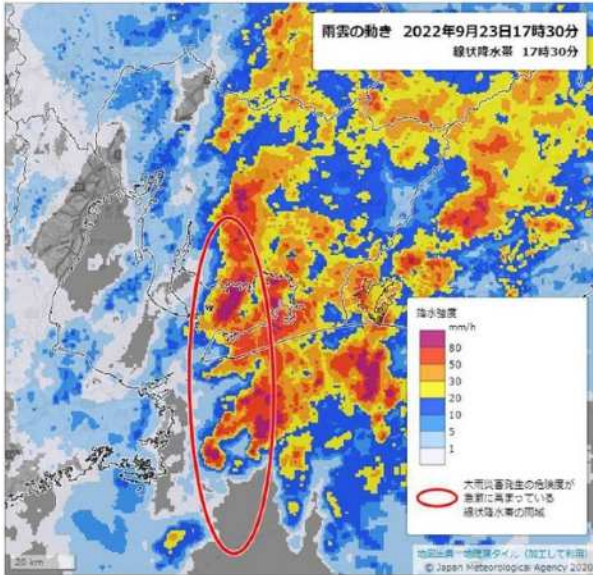 雨雲の動き 2022年9月23日17時30分
線状降水帯 17時30分
降水強度
mm/h
80
50
30
20
10
5
1
大雨災害発生の危険度が
急激に高まっている
線状降水帯の雨域
20 km
地図出典：地理院タイル（加工して利用）
© Japan Meteorological Agency 2020